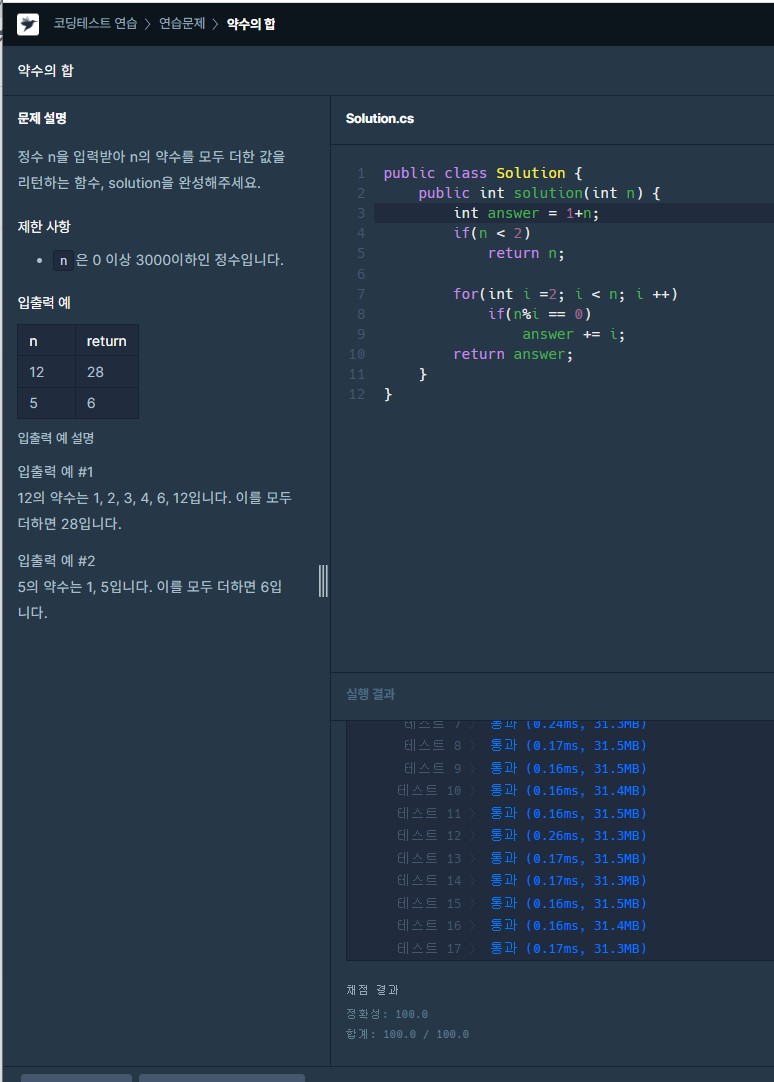 코딩테스트 연습 > 연습문제 > 약수의 합
약수의 합
문제 설명
정수 n을 입력받아 n의 약수를 모두 더한 값을
리턴하는 함수, solution을 완성해주세요.
제한 사항
• n은 0 이상 3000이하인 정수입니다.
입출력 예
n return
12 28
5 6
입출력 예 설명
입출력 예 #1
12의 약수는 1, 2, 3, 4, 6, 12입니다. 이를 모두
더하면 28입니다.
입출력 예 #2
5의 약수는 1, 5입니다. 이를 모두 더하면 6입
니다.
Solution.cs
1 public class Solution {
2     public int solution(int n) {
3         int answer = 1+n;
4         if(n < 2)
5             return n;
6
7         for(int i =2; i < n; i ++)
8             if(n%i == 0)
9                 answer += i;
10         return answer;
11     }
12 }
실행 결과
테스트 7 > 통과 (0.24ms, 31.3MB)
테스트 8 > 통과 (0.17ms, 31.5MB)
테스트 9 > 통과 (0.16ms, 31.5MB)
테스트 10 > 통과 (0.16ms, 31.4MB)
테스트 11 > 통과 (0.16ms, 31.5MB)
테스트 12 > 통과 (0.26ms, 31.3MB)
테스트 13 > 통과 (0.17ms, 31.5MB)
테스트 14 > 통과 (0.17ms, 31.3MB)
테스트 15 > 통과 (0.16ms, 31.5MB)
테스트 16 > 통과 (0.16ms, 31.4MB)
테스트 17 > 통과 (0.17ms, 31.3MB)
채점 결과
정확성: 100.0
합계: 100.0 / 100.0